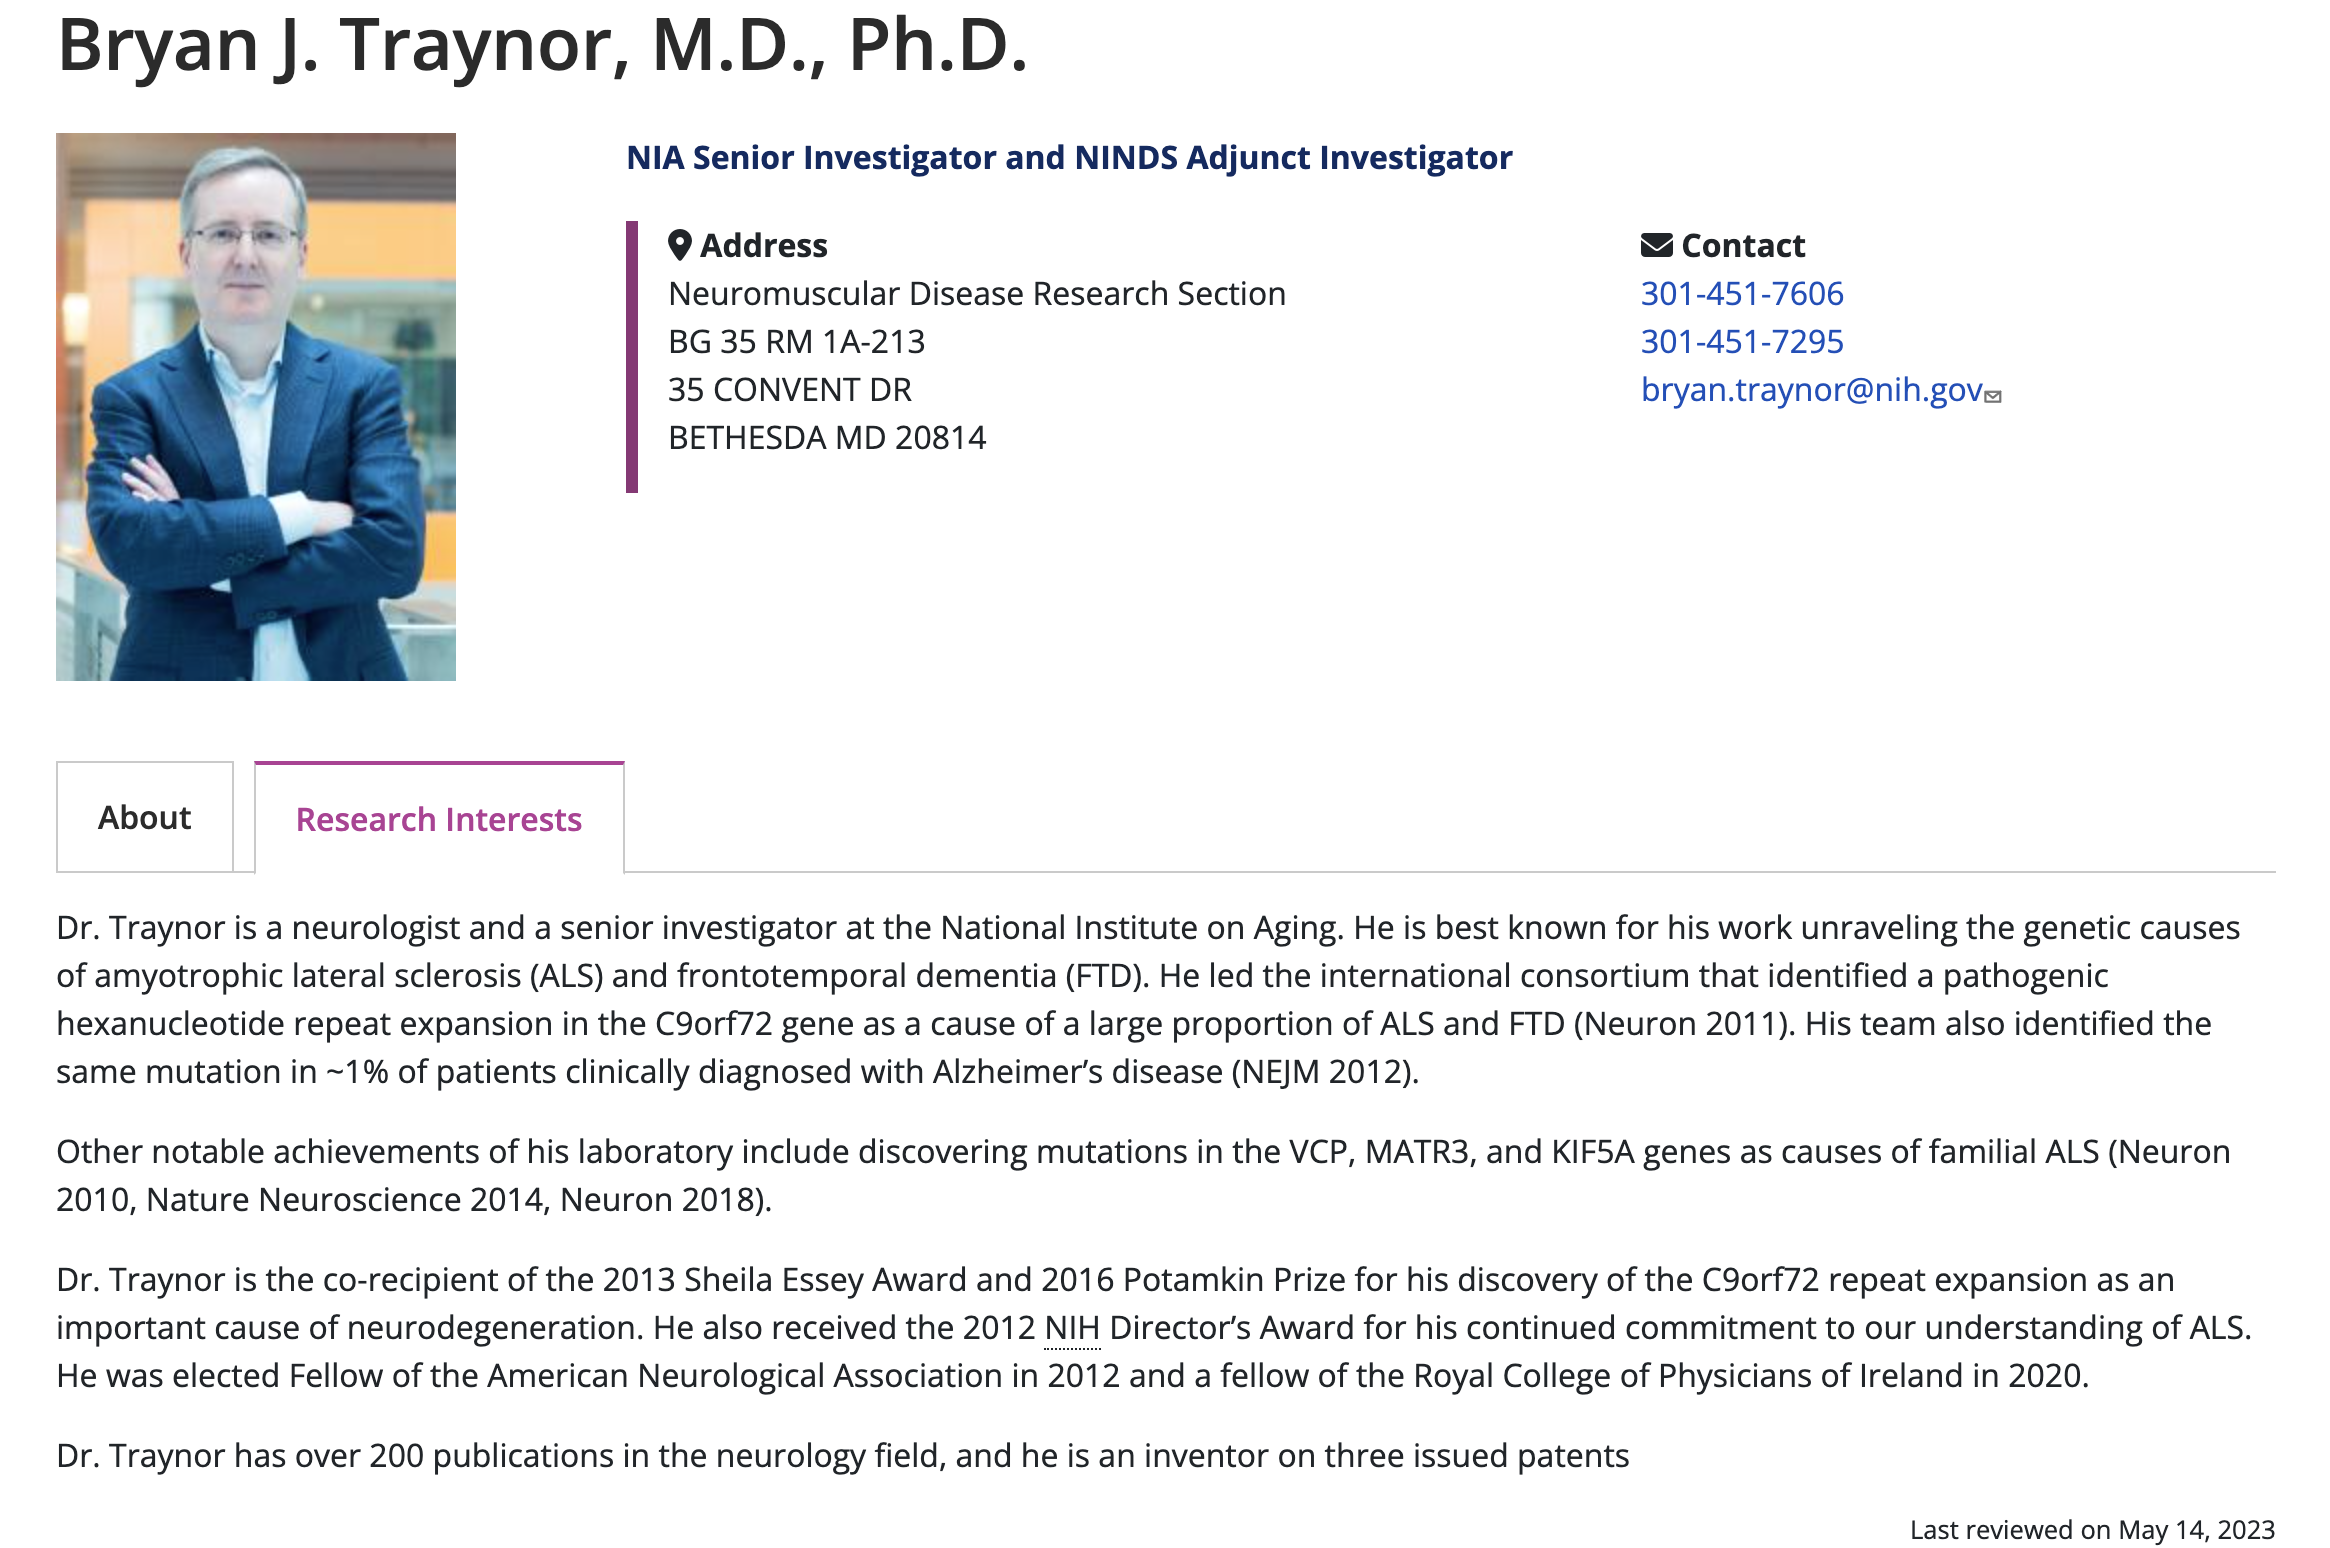 Bryan J. Traynor, M.D., Ph.D.
NIA Senior Investigator and NINDS Adjunct Investigator
Address
Neuromuscular Disease Research Section
BG 35 RM 1A-213
35 CONVENT DR
BETHESDA MD 20814
Contact
301-451-7606
301-451-7295
bryan.traynor@nih.gov
About
Research Interests
Dr. Traynor is a neurologist and a senior investigator at the National Institute on Aging. He is best known for his work unraveling the genetic causes
of amyotrophic lateral sclerosis (ALS) and frontotemporal dementia (FTD). He led the international consortium that identified a pathogenic
hexanucleotide repeat expansion in the C9orf72 gene as a cause of a large proportion of ALS and FTD (Neuron 2011). His team also identified the
same mutation in ~1% of patients clinically diagnosed with Alzheimer’s disease (NEJM 2012).
Other notable achievements of his laboratory include discovering mutations in the VCP, MATR3, and KIF5A genes as causes of familial ALS (Neuron
2010, Nature Neuroscience 2014, Neuron 2018).
Dr. Traynor is the co-recipient of the 2013 Sheila Essey Award and 2016 Potamkin Prize for his discovery of the C9orf72 repeat expansion as an
important cause of neurodegeneration. He also received the 2012 NIH Director’s Award for his continued commitment to our understanding of ALS.
He was elected Fellow of the American Neurological Association in 2012 and a fellow of the Royal College of Physicians of Ireland in 2020.
Dr. Traynor has over 200 publications in the neurology field, and he is an inventor on three issued patents
Last reviewed on May 14, 2023